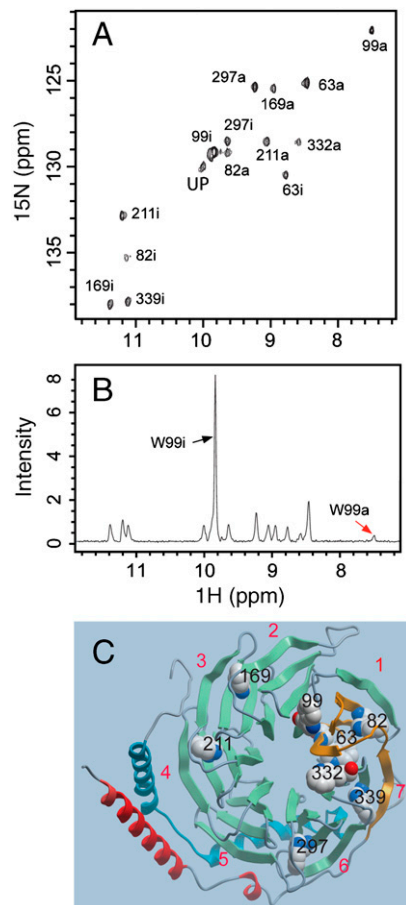 A
99a
297a
169a
63a
297i
99i
332a
211a
82a
UP
63i
211i
82i
169i
339i
15N (ppm)
125
130
135
11
10
9
8
B
W99i
W99a
Intensity
8
6
4
2
0
11
10
9
8
1H (ppm)
C
2
3
1
169
99
82
63
211
332
4
339
7
297
5
6